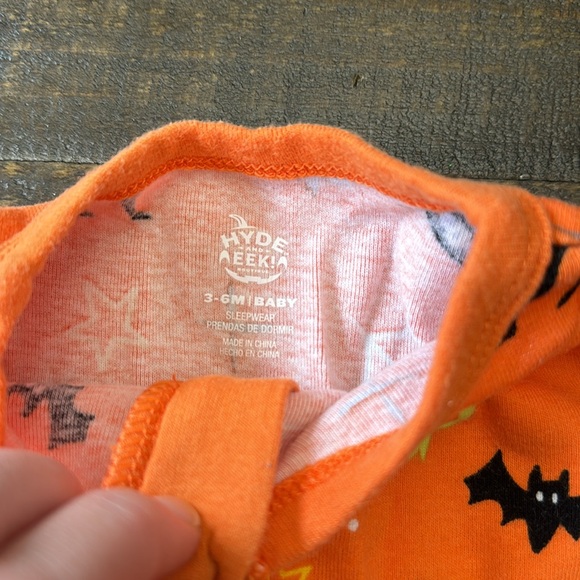 HYDE
AND
EEK!
BOUTIQUE
3-6M | BABY
SLEEPWEAR
PRENDAS DE DORMIR
MADE IN CHINA
HECHO EN CHINA